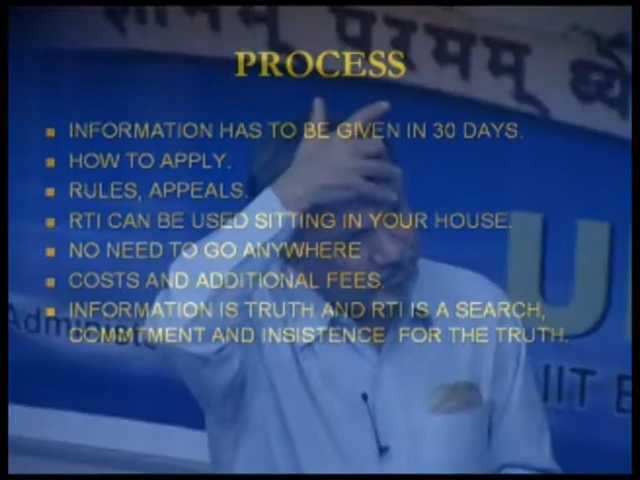 परमम् ध्ये
PROCESS
INFORMATION HAS TO BE GIVEN IN 30 DAYS.
HOW TO APPLY.
RULES, APPEALS.
RTI CAN BE USED SITTING IN YOUR HOUSE.
NO NEED TO GO ANYWHERE
COSTS AND ADDITIONAL FEES.
INFORMATION IS TRUTH AND RTI IS A SEARCH,
COMMTMENT AND INSISTENCE FOR THE TRUTH.
U
IIT B